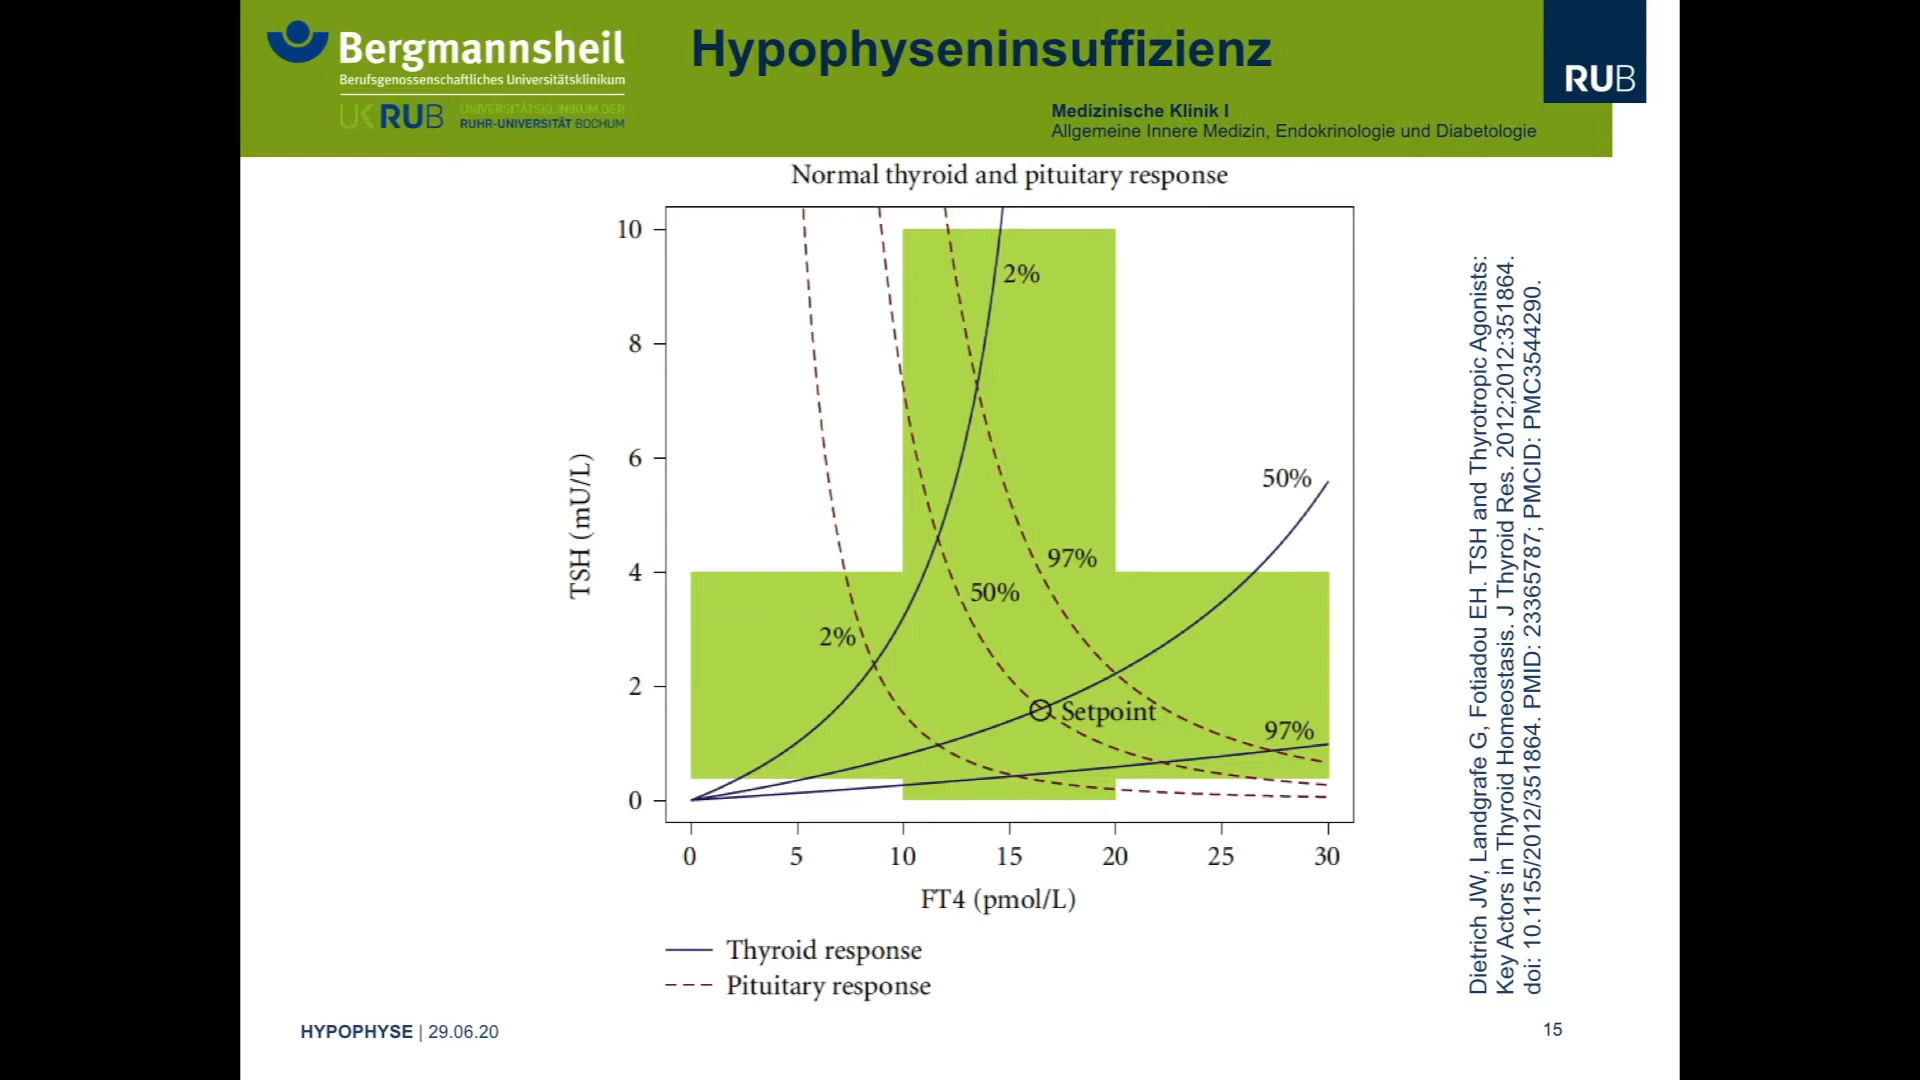 Bergmannsheil
Berufsgenossenschaftliches Universitätsklinikum
UK RUB
UNIVERSITÄTSKLINIKUM DER
RUHR-UNIVERSITÄT BOCHUM
Hypophyseninsuffizienz
Medizinische Klinik I
Allgemeine Innere Medizin, Endokrinologie und Diabetologie
RUB
Normal thyroid and pituitary response
TSH (mU/L)
10
8
6
4
2
0
2%
50%
97%
50%
2%
Setpoint
97%
0
5
10
15
20
25
30
FT4 (pmol/L)
Thyroid response
Pituitary response
Dietrich JW, Landgrafe G, Fotiadou EH. TSH and Thyrotropic Agonists:
Key Actors in Thyroid Homeostasis. J Thyroid Res. 2012;2012:351864.
doi: 10.1155/2012/351864. PMID: 23365787; PMCID: PMC3544290.
HYPOPHYSE | 29.06.20
15